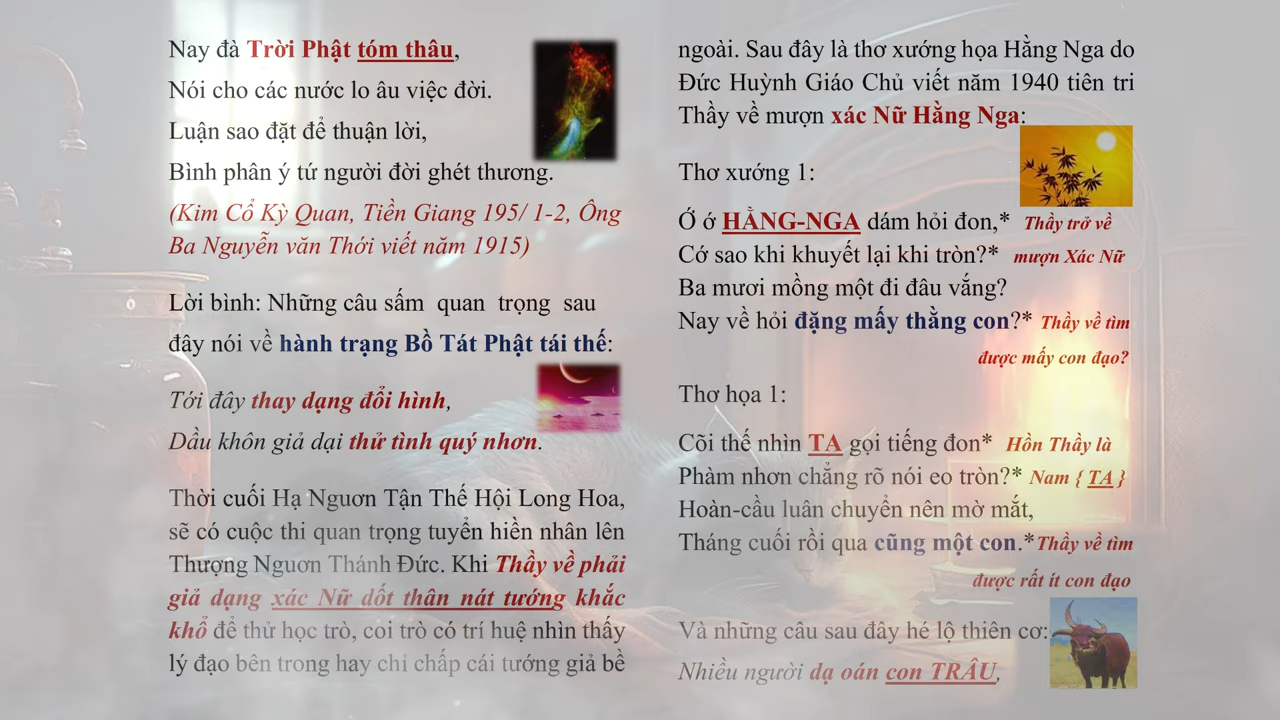 Nay đà Trời Phật tóm thâu,
Nói cho các nước lo âu việc đời.
Luận sao đặt để thuận lời,
Bình phân ý tứ người đời ghét thương.
(Kim Cổ Kỳ Quan, Tiền Giang 195/ 1-2, Ông
Ba Nguyễn văn Thới viết năm 1915)
Lời bình: Những câu sấm quan trọng sau
đây nói về hành trạng Bồ Tát Phật tái thế:
Tới đây thay dạng đổi hình,
Dầu khôn giả dại thử tình quý nhơn.
Thời cuối Hạ Nguơn Tận Thế Hội Long Hoa,
sẽ có cuộc thi quan trọng tuyển hiền nhân lên
Thượng Nguơn Thánh Đức. Khi Thầy về phải
giả dạng xác Nữ dốt thân nát tướng khắc
khổ để thử học trò, coi trò có trí huệ nhìn thấy
lý đạo bên trong hay chỉ chấp cái tướng giả bề
ngoài. Sau đây là thơ xướng họa Hằng Nga do
Đức Huỳnh Giáo Chủ viết năm 1940 tiên tri
Thầy về mượn xác Nữ Hằng Nga:
Thơ xướng 1:
Ớ ớ HẰNG-NGA dám hỏi đon,* Thầy trở về
Cớ sao khi khuyết lại khi tròn?* mượn Xác Nữ
Ba mươi mồng một đi đâu vắng?
Nay về hỏi đặng mấy thằng con?* Thầy về tìm
được mấy con đạo?
Thơ họa 1:
Cõi thế nhìn TA gọi tiếng đon* Hồn Thầy là
Phàm nhơn chẳng rõ nói eo tròn?* Nam { TA }
Hoàn-cầu luân chuyển nên mờ mắt,
Tháng cuối rồi qua cũng một con.*Thầy về tìm
được rất ít con đạo
Và những câu sau đây hé lộ thiên cơ:
Nhiều người dạ oán con TRÂU,